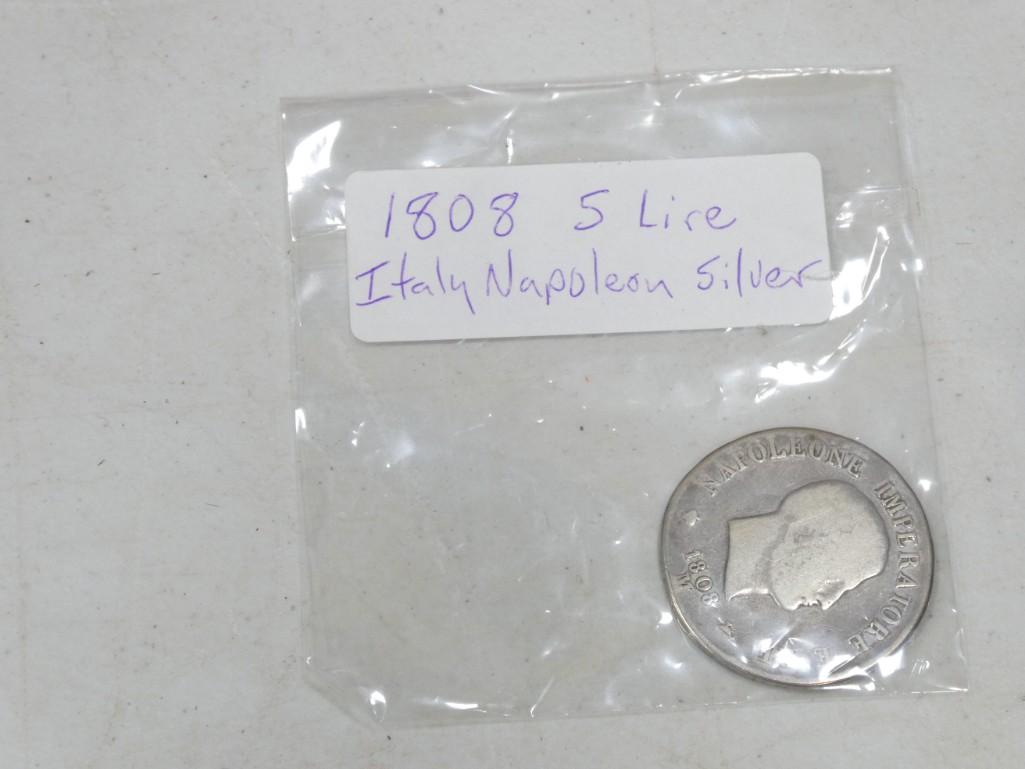 1808 5 Lire
Italy Napoleon Silver
NAPOLEONE IMPERATORE E
1808
M